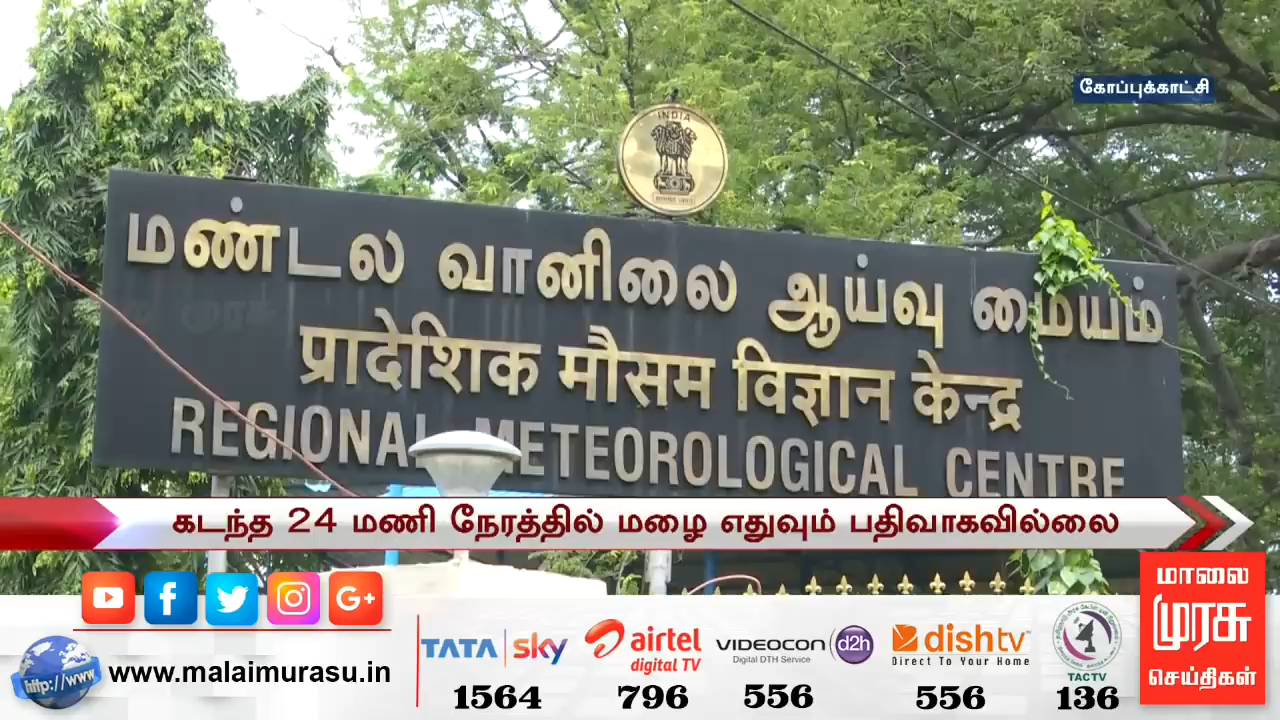 கோப்புக்காட்சி
INDIA
மண்டல வானிலை ஆய்வு மையம்
प्रादेशिक मौसम विज्ञान केन्द्र
REGIONAL METEOROLOGICAL CENTRE
கடந்த 24 மணி நேரத்தில் மழை எதுவும் பதிவாகவில்லை
G+
http://www
www.malaimurasu.in
TATA sky
1564
airtel
digital TV
796
VIDEOCON d2h
Digital DTH Service
556
dishtv
Direct To Your Home
556
TACTV
136
மாலை
முரசு
செய்திகள்